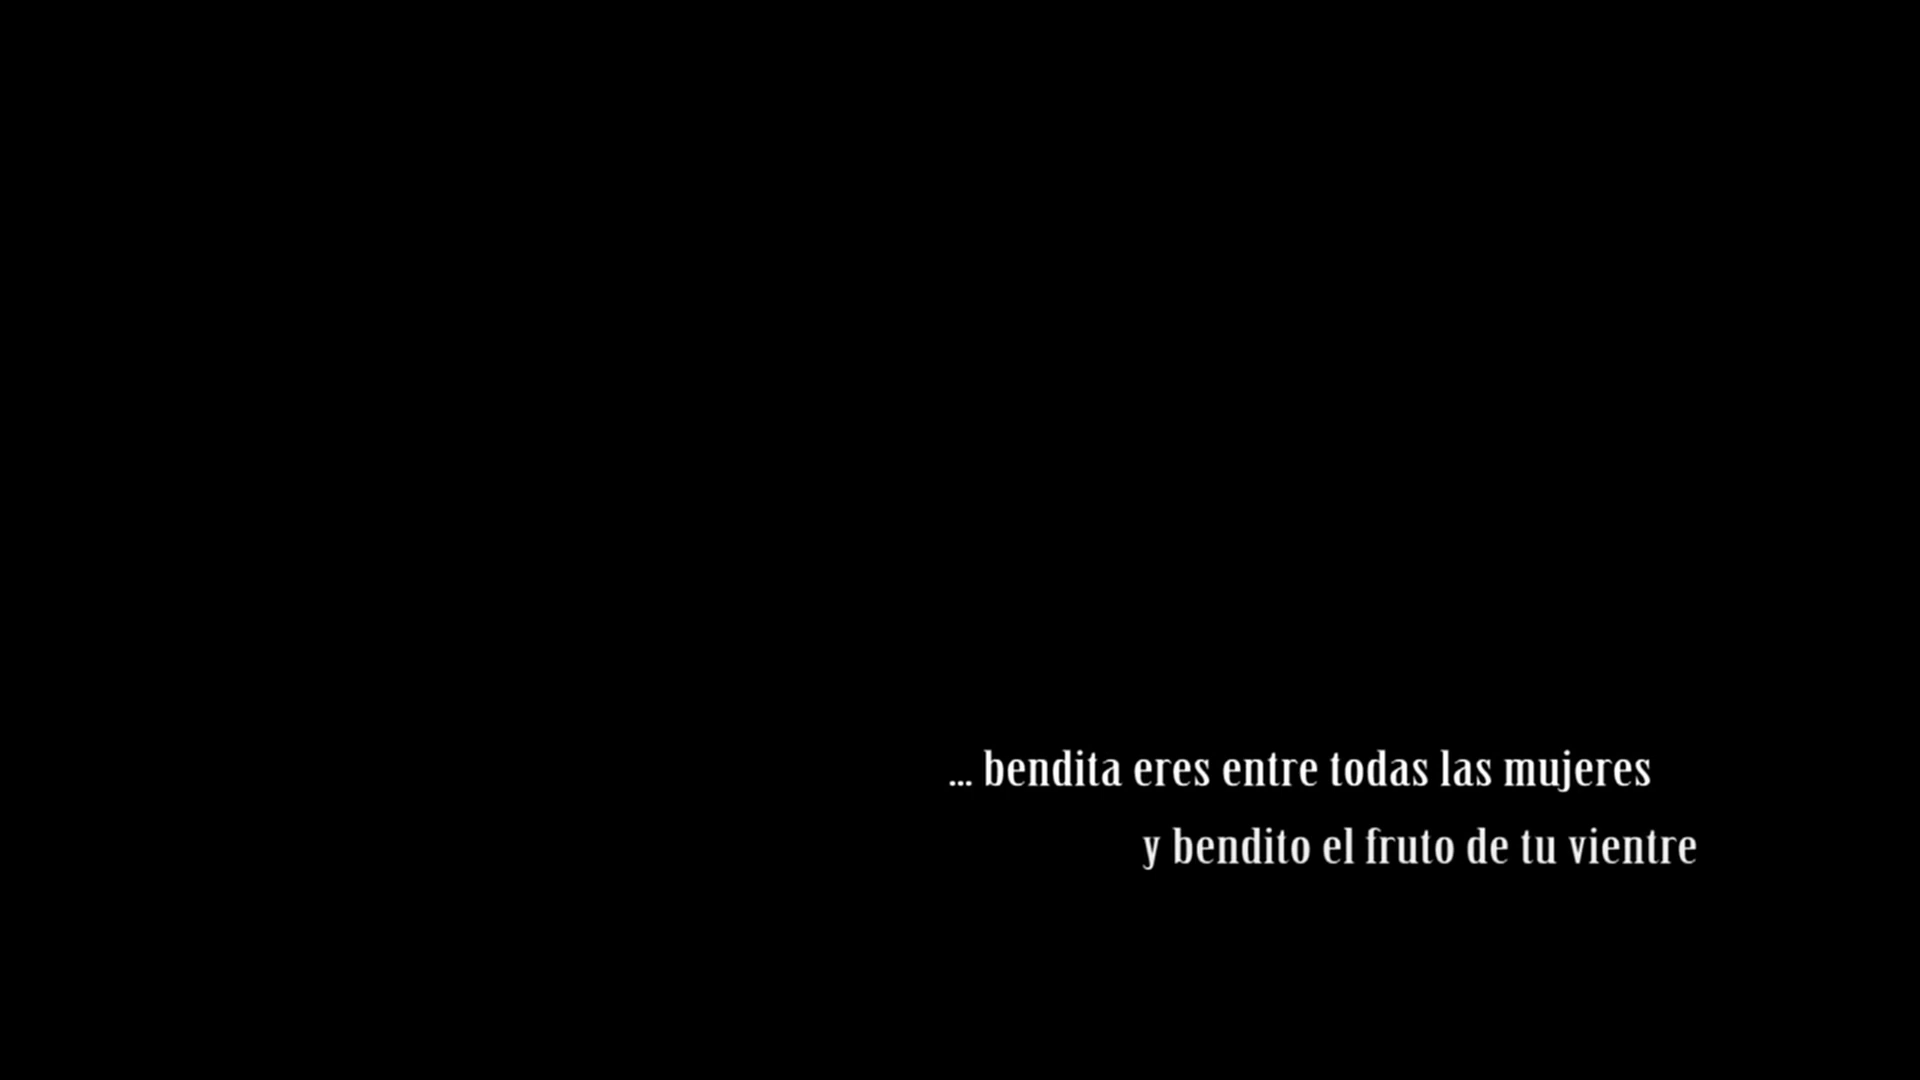 ... bendita eres entre todas las mujeres
y bendito el fruto de tu vientre